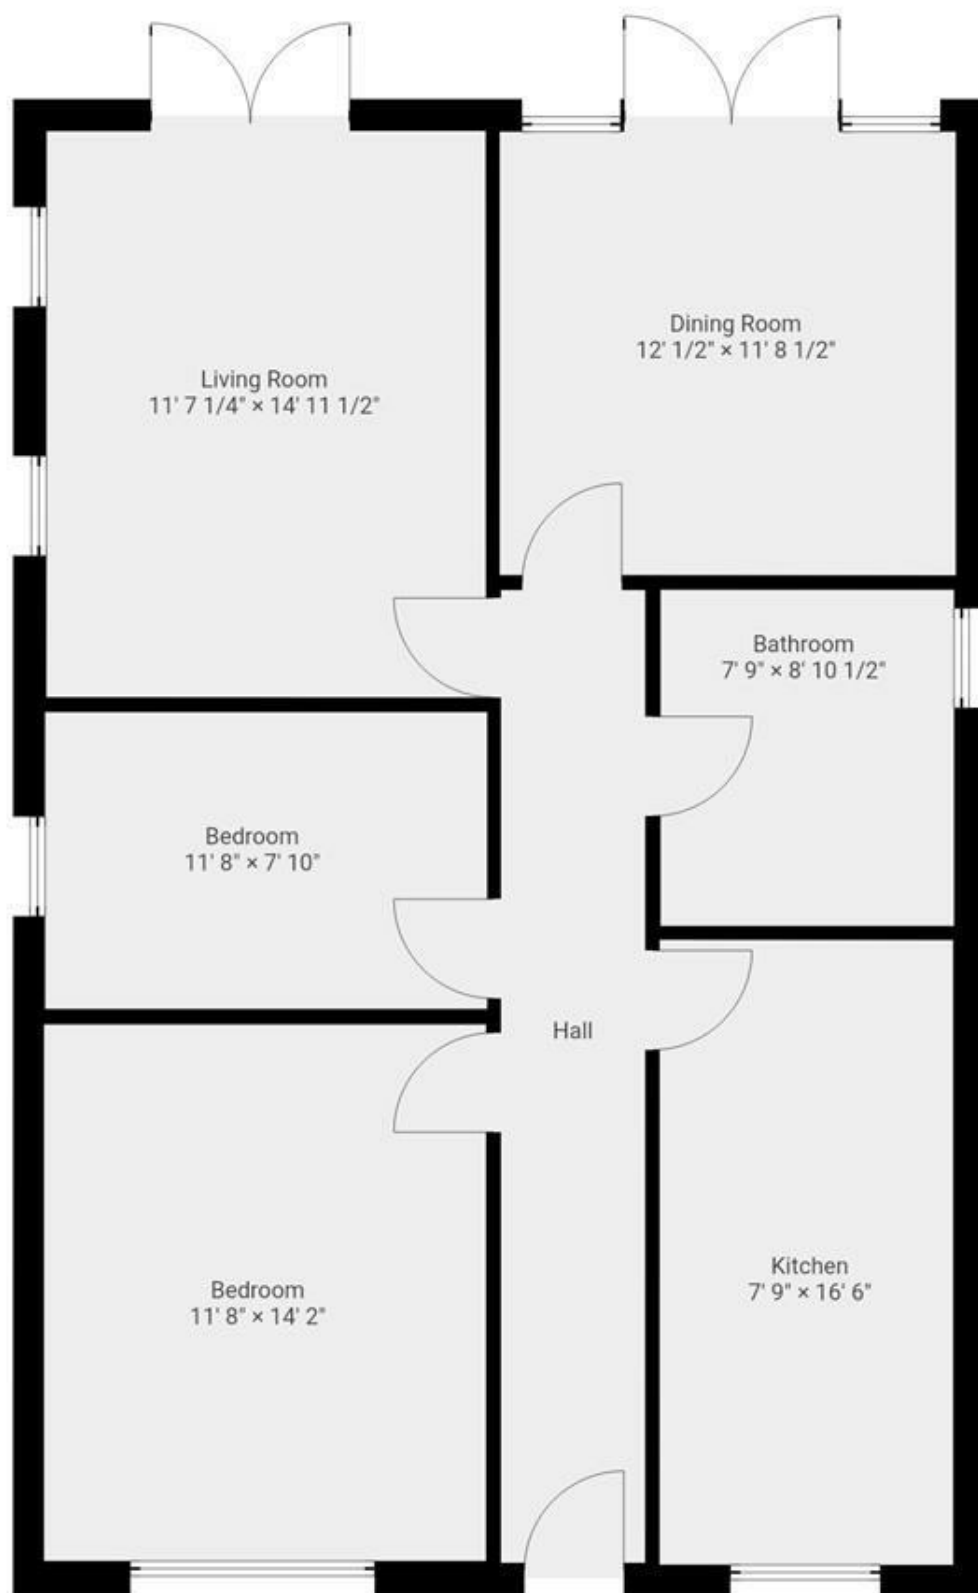 Dining Room
12' 1/2" × 11' 8 1/2"
Living Room
11' 7 1/4" × 14' 11 1/2"
Bathroom
7' 9" × 8' 10 1/2"
Bedroom
11' 8" × 7' 10"
Hall
Kitchen
7' 9" × 16' 6"
Bedroom
11' 8" × 14' 2"